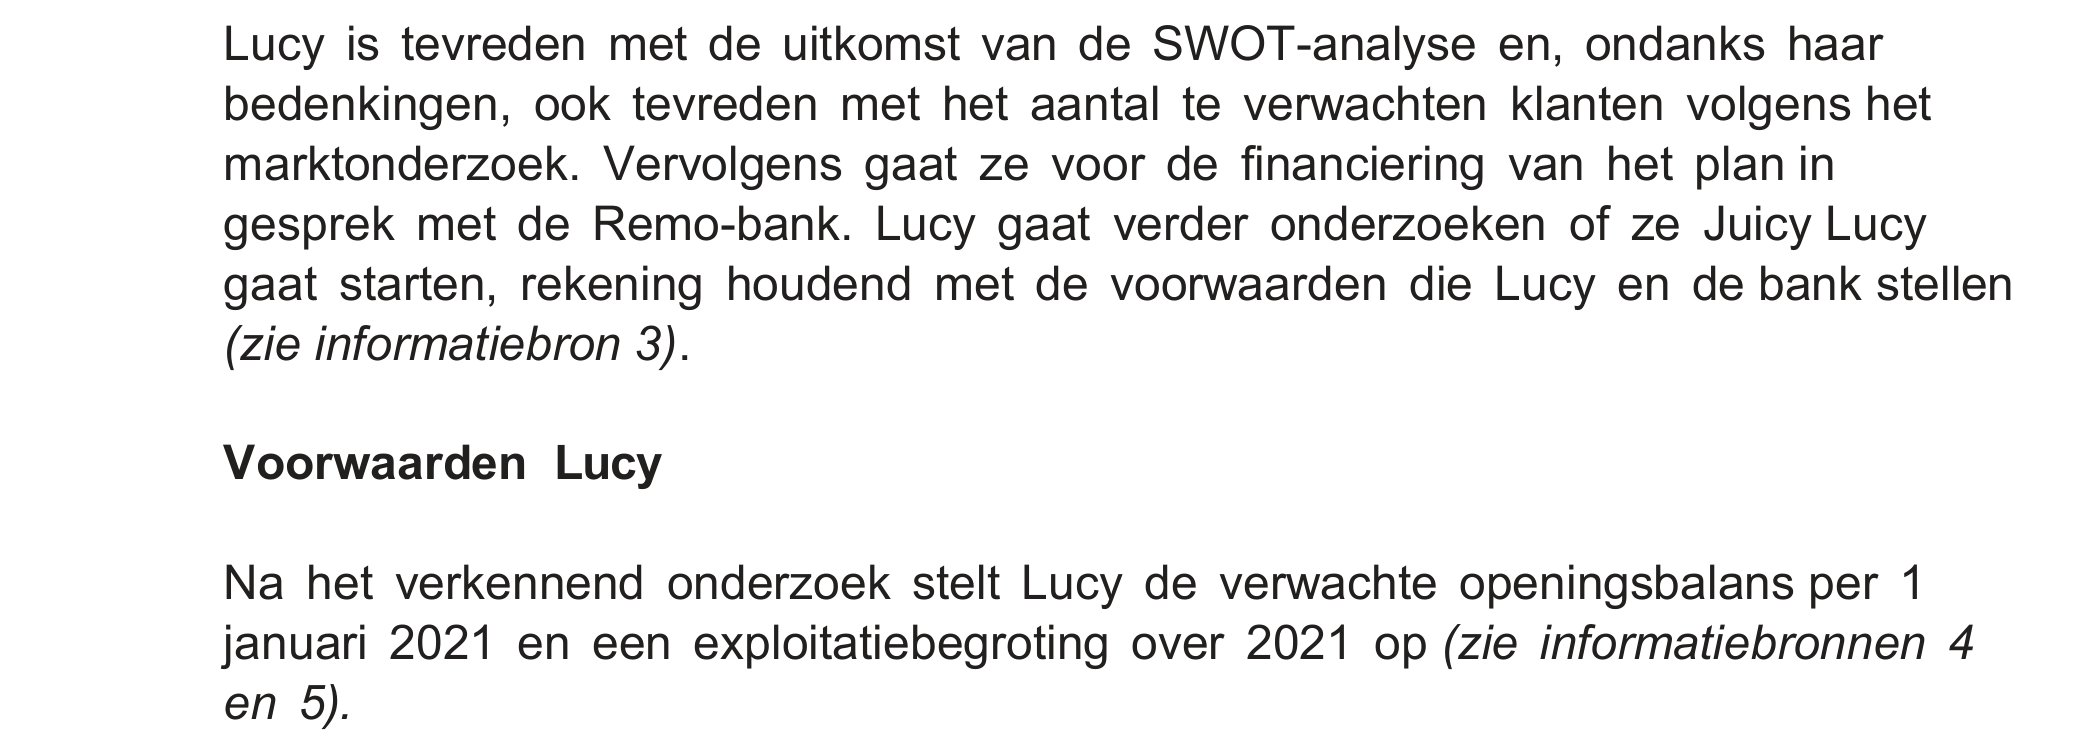 Lucy is tevreden met de uitkomst van de SWOT-analyse en, ondanks haar
bedenkingen, ook tevreden met het aantal te verwachten klanten volgens het
marktonderzoek. Vervolgens gaat ze voor de financiering van het plan in
gesprek met de Remo-bank. Lucy gaat verder onderzoeken of ze Juicy Lucy
gaat starten, rekening houdend met de voorwaarden die Lucy en de bank stellen
(zie informatiebron 3).
Voorwaarden Lucy
Na het verkennend onderzoek stelt Lucy de verwachte openingsbalans per 1
januari 2021 en een exploitatiebegroting over 2021 op (zie informatiebronnen 4
en 5).